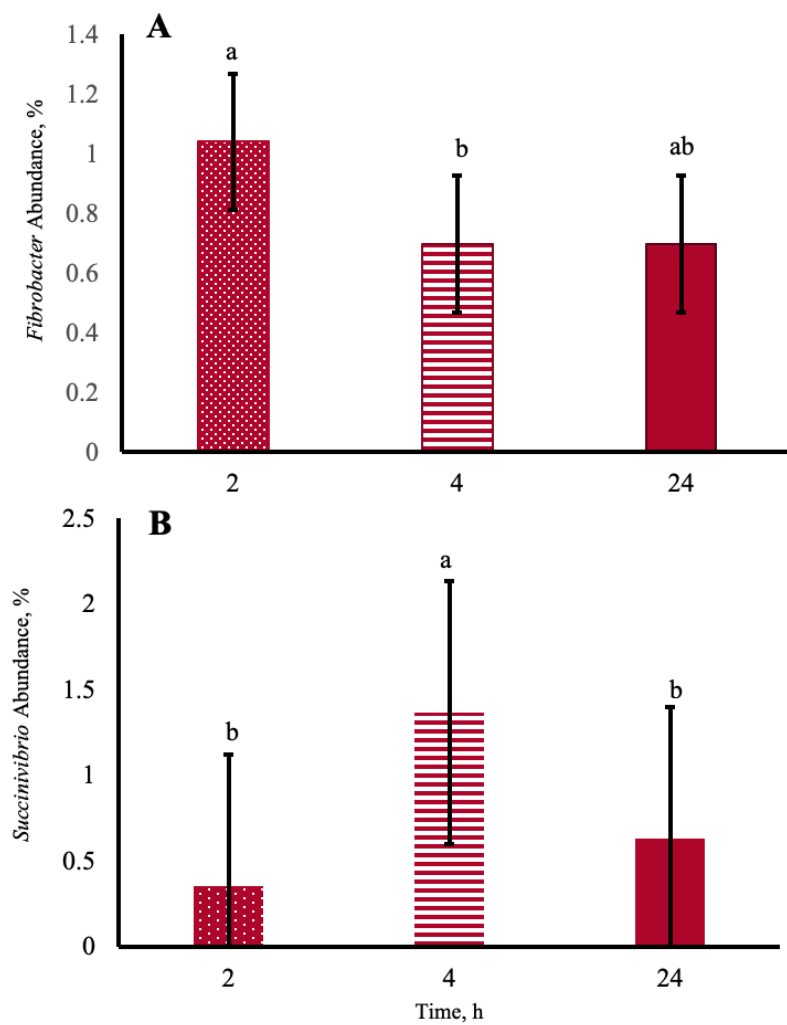 A
1.4
1.2
1
0.8
0.6
0.4
0.2
0
Fibrobacter Abundance, %
a
b
ab
2 4 24
B
2.5
2
1.5
1
0.5
0
Succinivibrio Abundance, %
b
a
b
2 4 24
Time, h